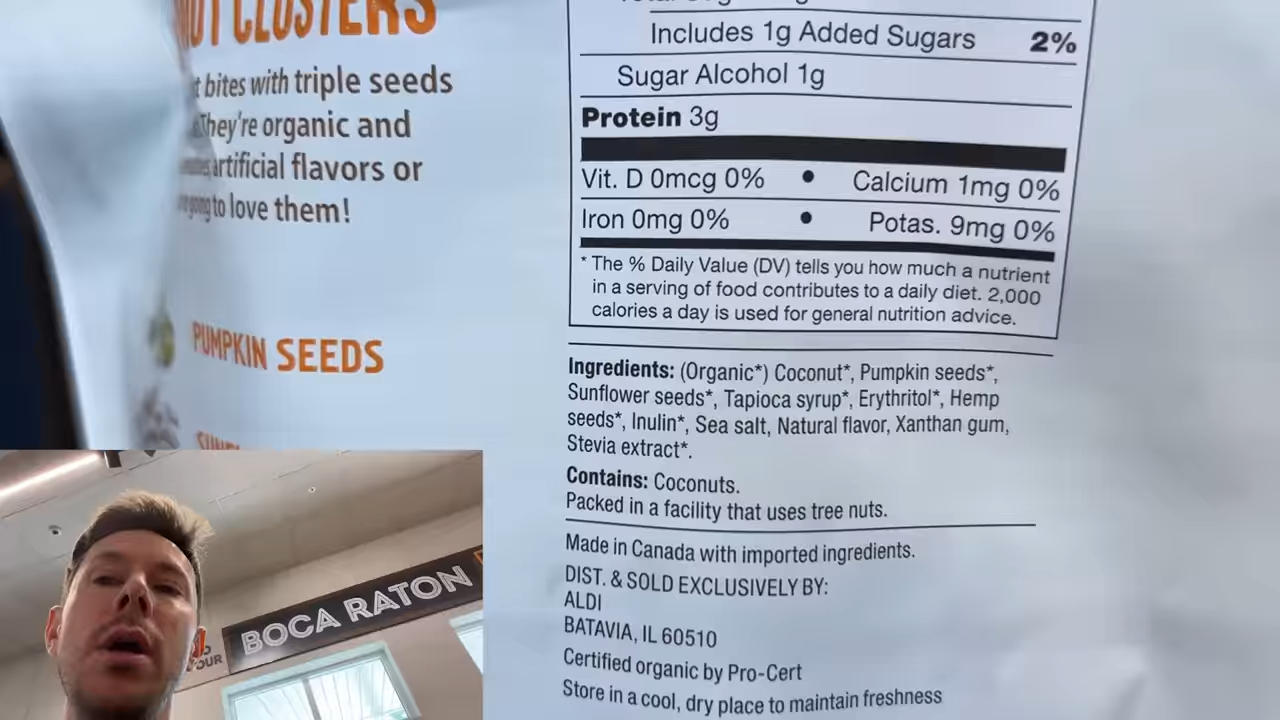 CLUSTERS
bites with triple seeds
They're organic and
artificial flavors or
going to love them!
PUMPKIN SEEDS
Includes 1g Added Sugars 2%
Sugar Alcohol 1g
Protein 3g
Vit. D 0mcg 0% • Calcium 1mg 0%
Iron 0mg 0% • Potas. 9mg 0%
* The % Daily Value (DV) tells you how much a nutrient
in a serving of food contributes to a daily diet. 2,000
calories a day is used for general nutrition advice.
Ingredients: (Organic*) Coconut*, Pumpkin seeds*,
Sunflower seeds*, Tapioca syrup*, Erythritol*, Hemp
seeds*, Inulin*, Sea salt, Natural flavor, Xanthan gum,
Stevia extract*.
Contains: Coconuts.
Packed in a facility that uses tree nuts.
Made in Canada with imported ingredients.
DIST. & SOLD EXCLUSIVELY BY:
ALDI
BATAVIA, IL 60510
Certified organic by Pro-Cert
Store in a cool, dry place to maintain freshness
BOCA RATON